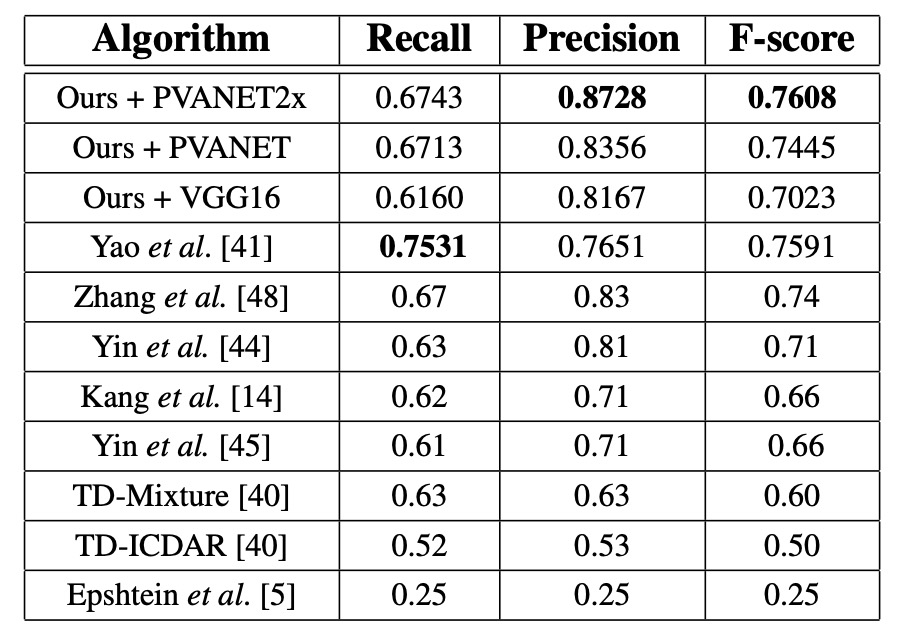 Algorithm Recall Precision F-score
Ours + PVANET2x 0.6743 0.8728 0.7608
Ours + PVANET 0.6713 0.8356 0.7445
Ours + VGG16 0.6160 0.8167 0.7023
Yao et al. [41] 0.7531 0.7651 0.7591
Zhang et al. [48] 0.67 0.83 0.74
Yin et al. [44] 0.63 0.81 0.71
Kang et al. [14] 0.62 0.71 0.66
Yin et al. [45] 0.61 0.71 0.66
TD-Mixture [40] 0.63 0.63 0.60
TD-ICDAR [40] 0.52 0.53 0.50
Epshtein et al. [5] 0.25 0.25 0.25